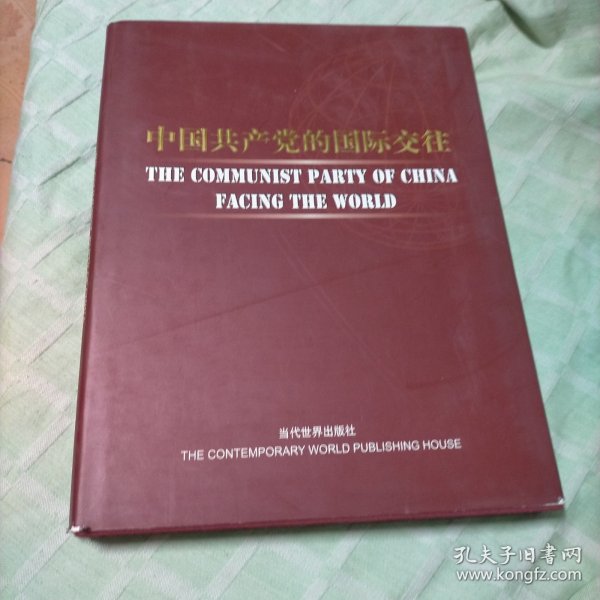 中国共产党的国际交往
THE COMMUNIST PARTY OF CHINA
FACING THE WORLD
当代世界出版社
THE CONTEMPORARY WORLD PUBLISHING HOUSE
孔夫子旧书网
www.kongfz.com